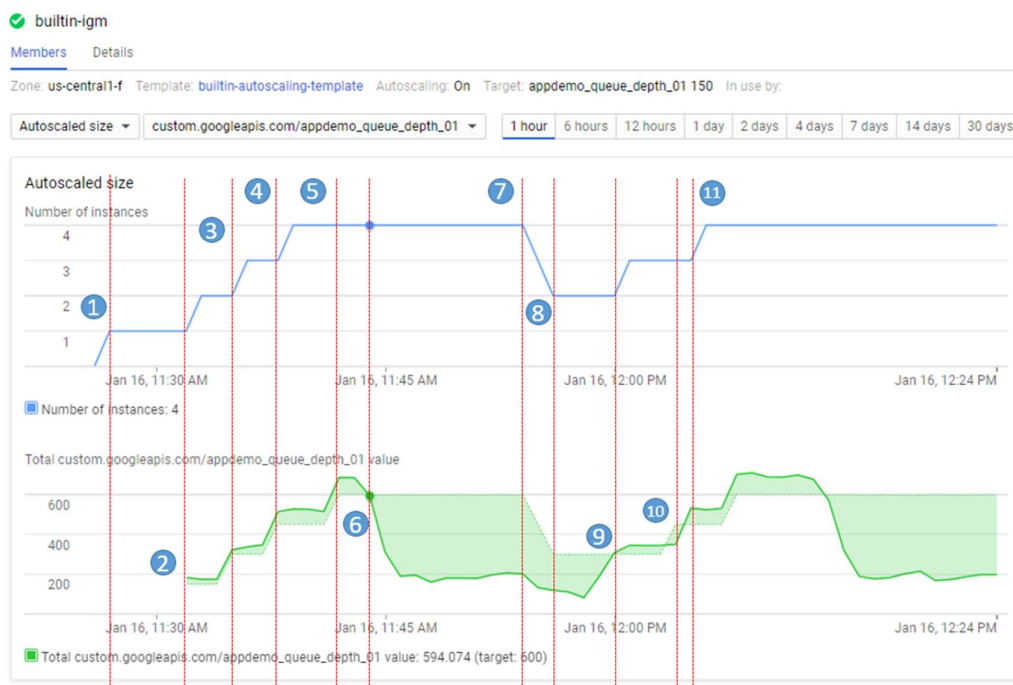 builtin-igm
Members Details
Zone: us-central1-f Template: builtin-autoscaling-template Autoscaling: On Target: appdemo_queue_depth_01 150 In use by:
Autoscaled size custom.googleapis.com/appdemo_queue_depth_01 1 hour 6 hours 12 hours 1 day 2 days 4 days 7 days 14 days 30 days
Autoscaled size
4 5 7 11
Number of instances
3
4
3
2 1
8
1
Jan 16, 11:30 AM Jan 16, 11:45 AM Jan 16, 12:00 PM Jan 16, 12:24 PM
Number of instances: 4
Total custom.googleapis.com/appdemo_queue_depth_01 value
600
10
6
9
400
2
200
Jan 16, 11:30 AM Jan 16, 11:45 AM Jan 16, 12:00 PM Jan 16, 12:24 PM
Total custom.googleapis.com/appdemo_queue_depth_01 value: 594.074 (target: 600)